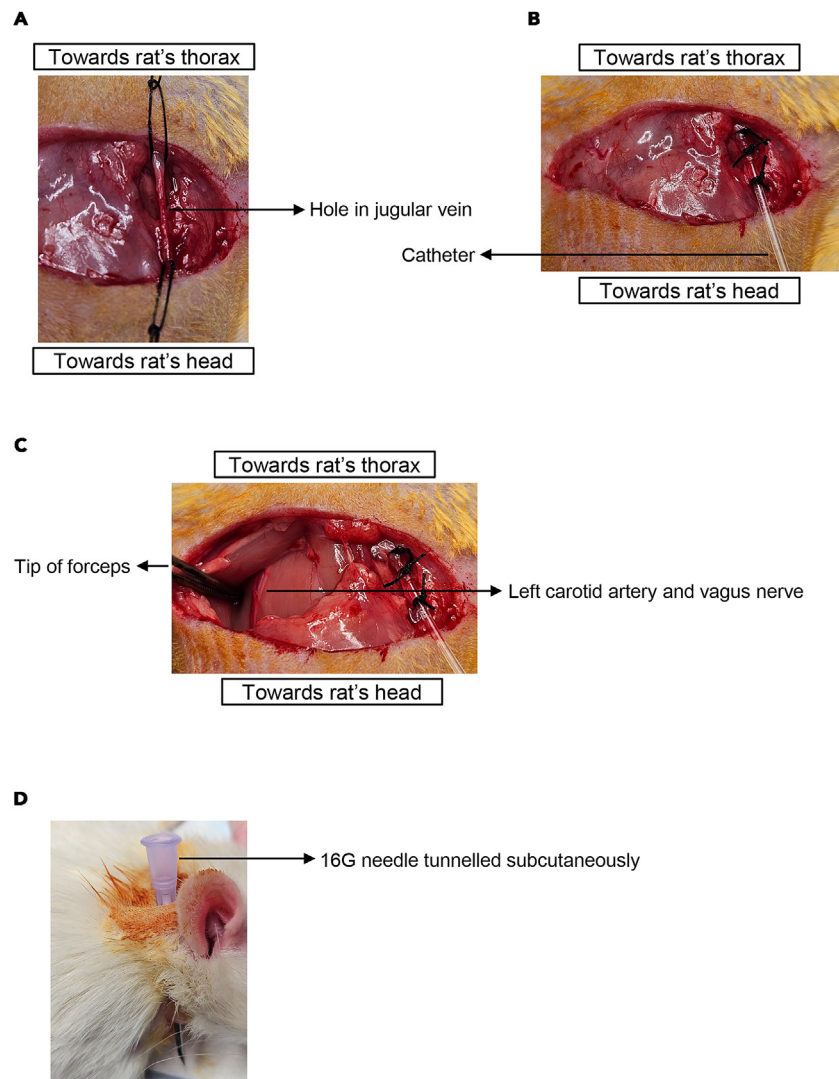 A
Towards rat's thorax
Hole in jugular vein
Towards rat's head
B
Towards rat's thorax
Catheter
Towards rat's head
C
Towards rat's thorax
Tip of forceps
Left carotid artery and vagus nerve
Towards rat's head
D
16G needle tunnelled subcutaneously